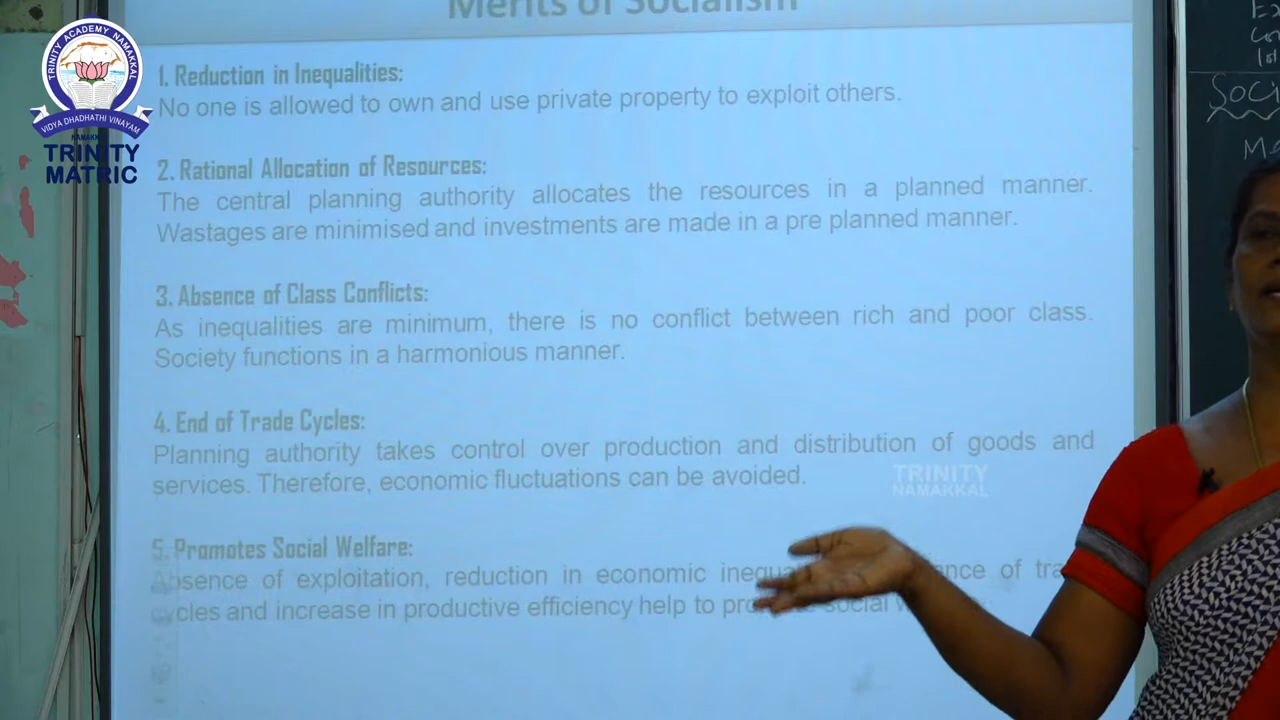 Merits of Socialism
TRINITY ACADEMY NAMAKKAL
VIDYA DHADHATHI VINAYAM
TRINITY
MATRIC
1. Reduction in Inequalities:
No one is allowed to own and use private property to exploit others.
2. Rational Allocation of Resources:
The central planning authority allocates the resources in a planned manner.
Wastages are minimised and investments are made in a pre planned manner.
3. Absence of Class Conflicts:
As inequalities are minimum, there is no conflict between rich and poor class.
Society functions in a harmonious manner.
4. End of Trade Cycles:
Planning authority takes control over production and distribution of goods and
services. Therefore, economic fluctuations can be avoided.
TRINITY
NAMAKKAL
5. Promotes Social Welfare:
Absence of exploitation, reduction in economic of
cycles and increase in productive efficiency help to social